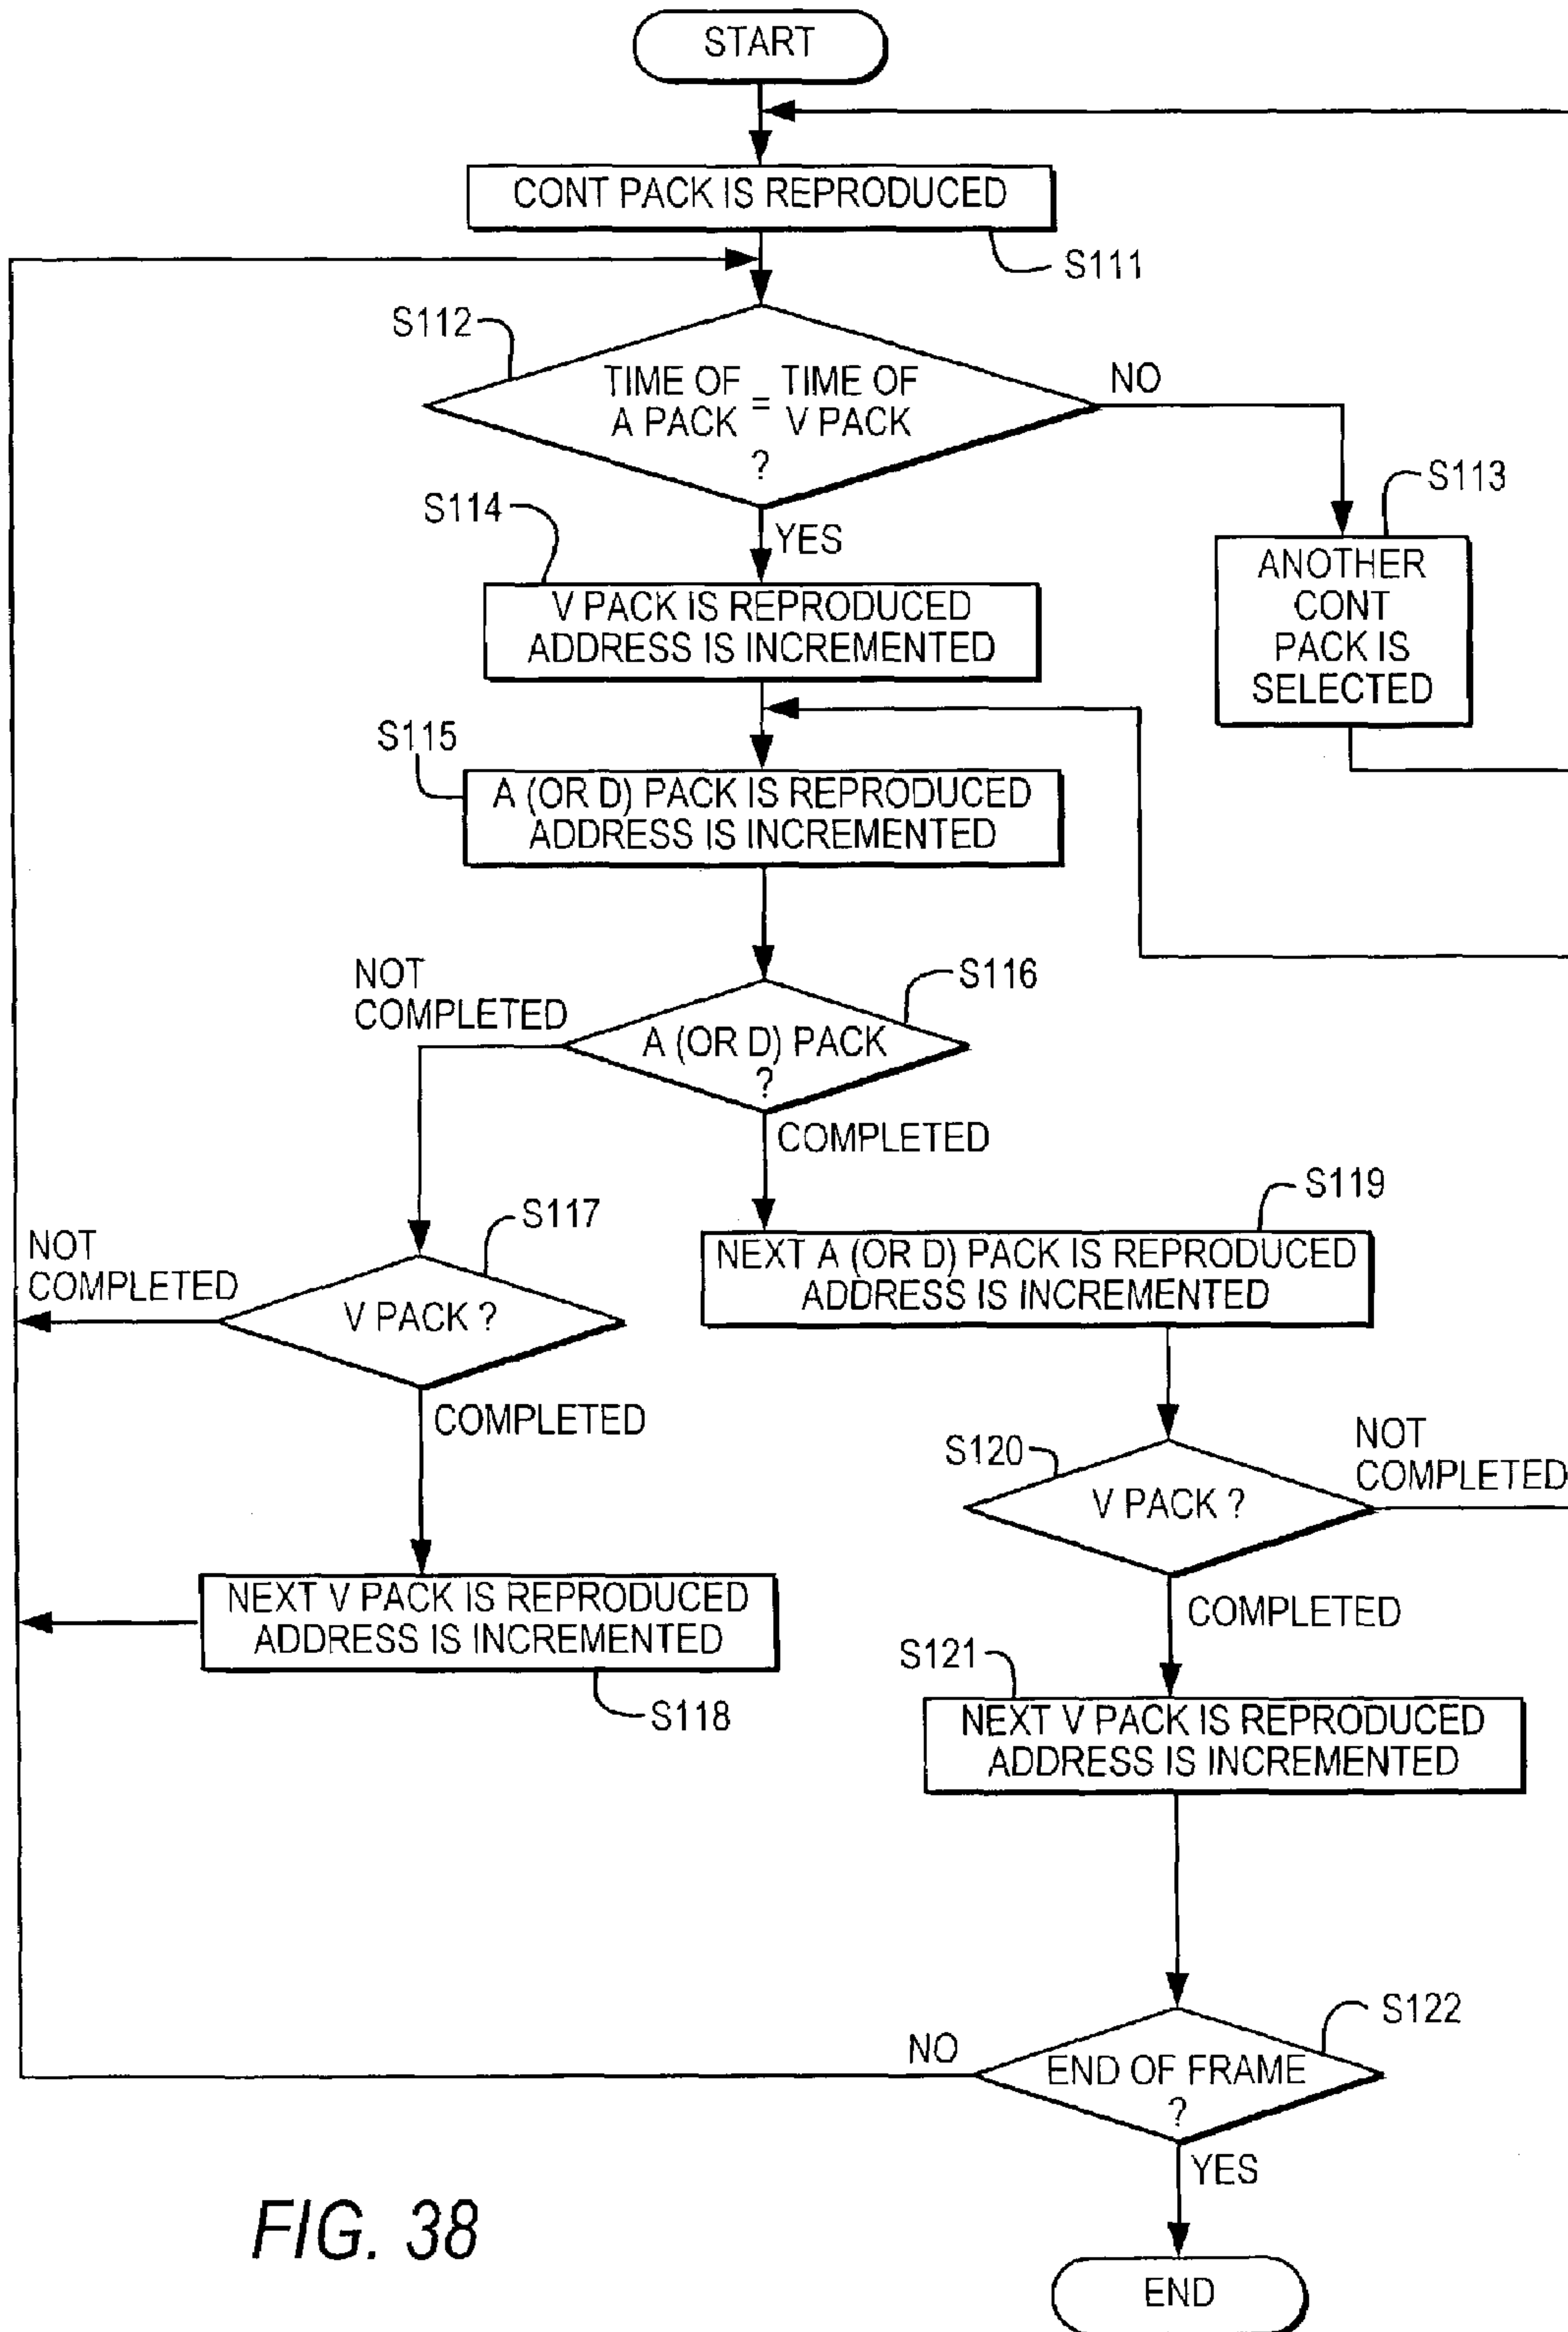 START
CONT PACK IS REPRODUCED
S111
S112
TIME OF A PACK = TIME OF V PACK
?
NO
S113
ANOTHER
CONT
PACK IS
SELECTED
S114
YES
V PACK IS REPRODUCED
ADDRESS IS INCREMENTED
S115
A (OR D) PACK IS REPRODUCED
ADDRESS IS INCREMENTED
NOT
COMPLETED
S116
A (OR D) PACK
?
COMPLETED
S117
NOT
COMPLETED
V PACK ?
COMPLETED
S119
NEXT A (OR D) PACK IS REPRODUCED
ADDRESS IS INCREMENTED
S120
V PACK ?
NOT
COMPLETED
NEXT V PACK IS REPRODUCED
ADDRESS IS INCREMENTED
S118
COMPLETED
S121
NEXT V PACK IS REPRODUCED
ADDRESS IS INCREMENTED
S122
NO
END OF FRAME
?
YES
END
FIG. 38